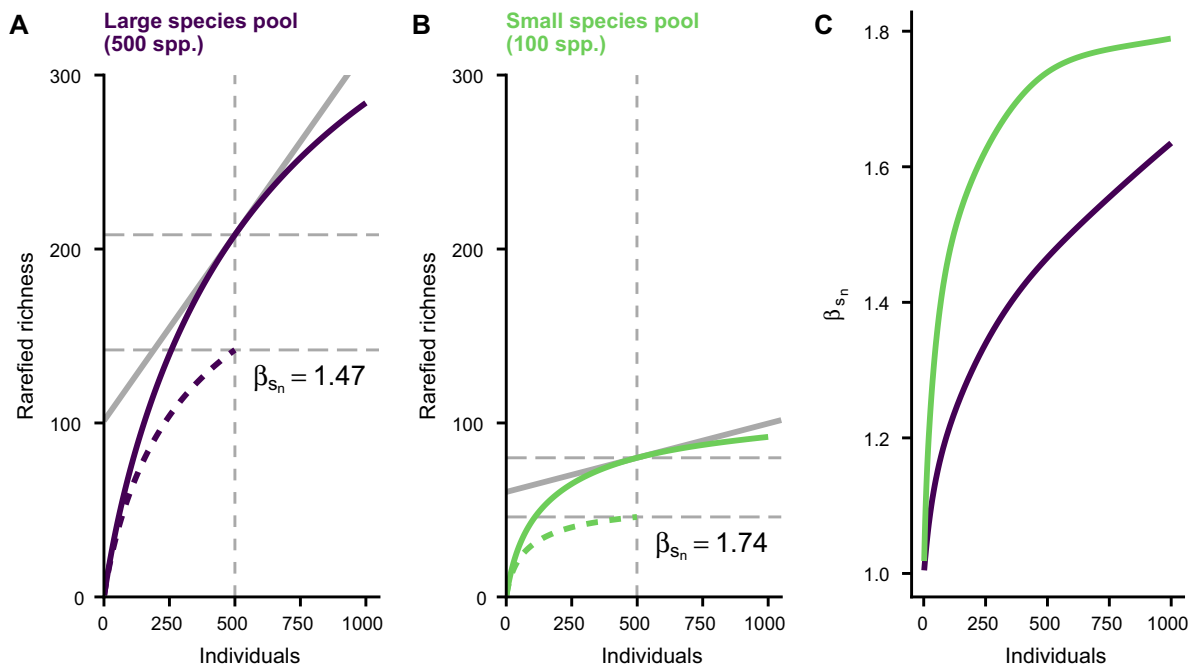 A
Large species pool
(500 spp.)
300
200
100
0
Rarefied richness
βsn = 1.47
0 250 500 750 1000
Individuals
B
Small species pool
(100 spp.)
300
200
100
0
Rarefied richness
βsn = 1.74
0 250 500 750 1000
Individuals
C
1.8
1.6
1.4
1.2
1.0
βsn
0 250 500 750 1000
Individuals